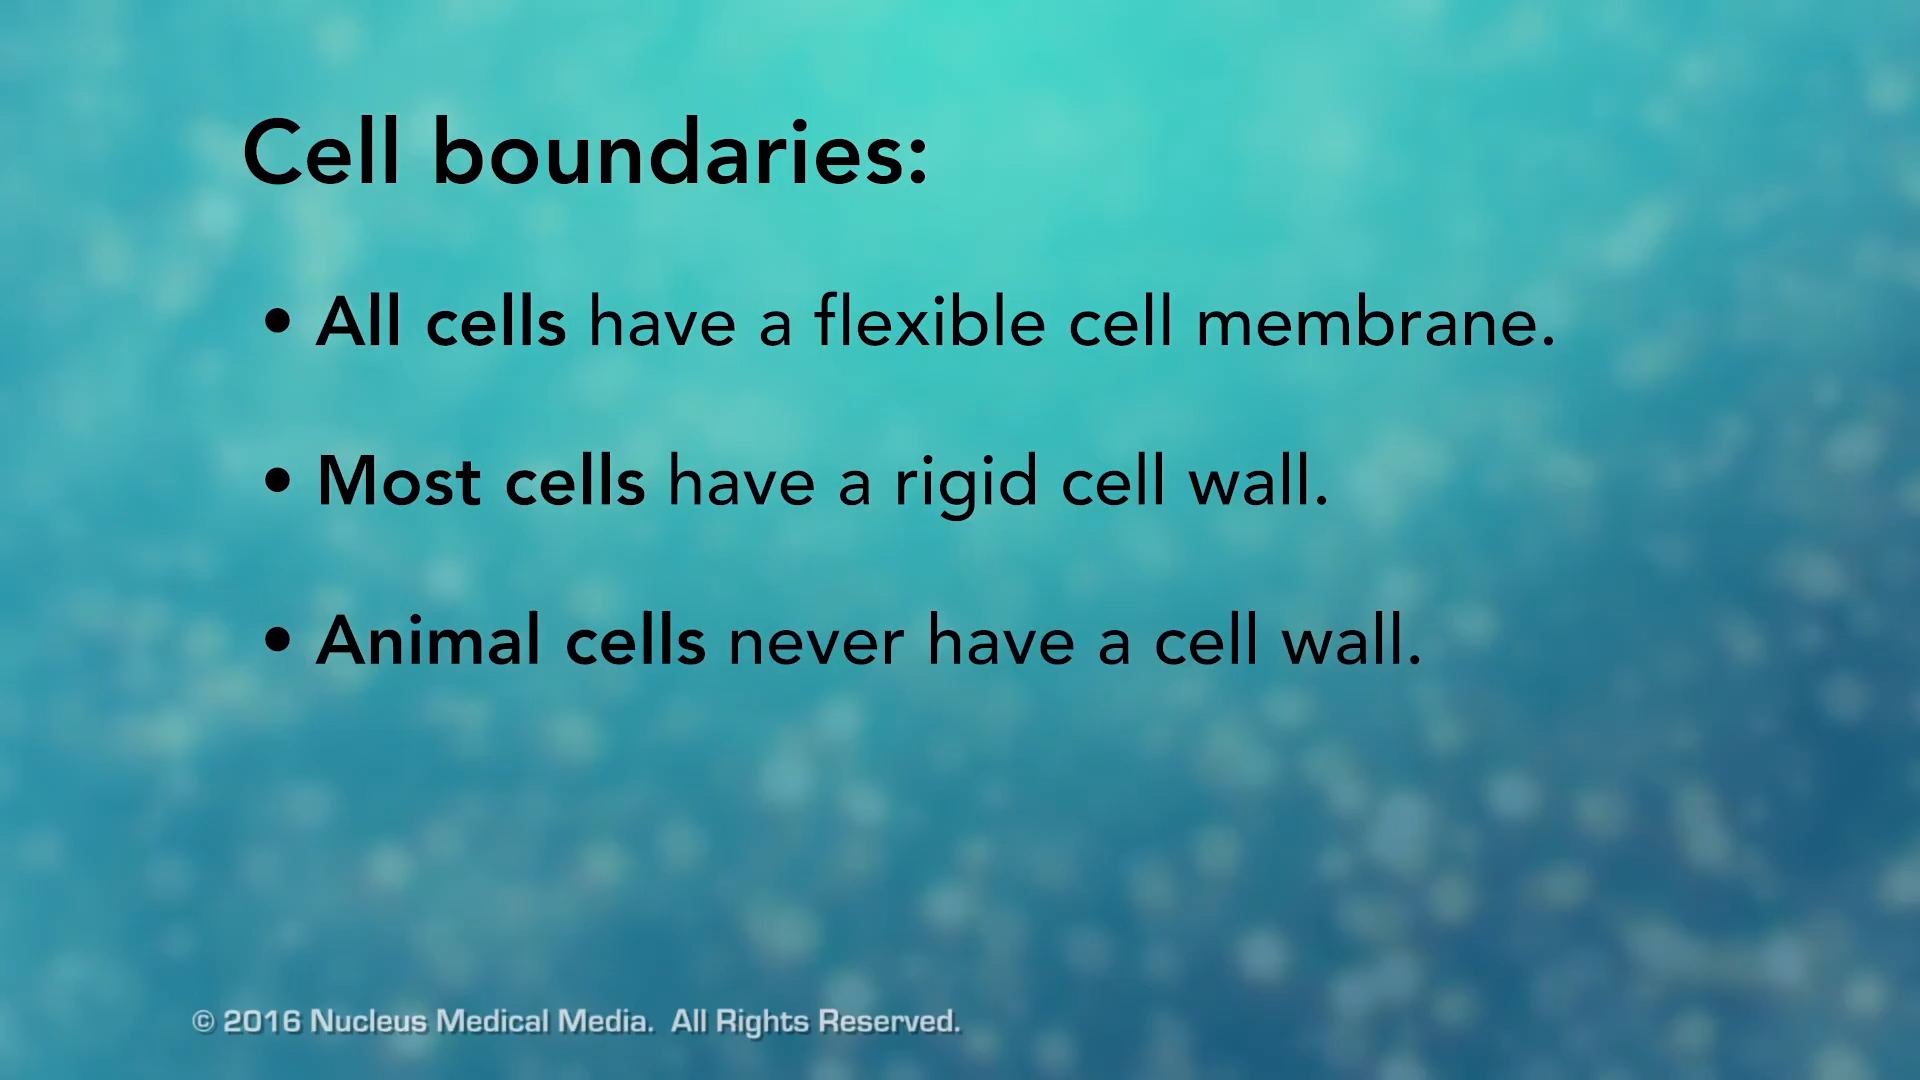 Cell boundaries:
• All cells have a flexible cell membrane.
• Most cells have a rigid cell wall.
• Animal cells never have a cell wall.
© 2016 Nucleus Medical Media. All Rights Reserved.